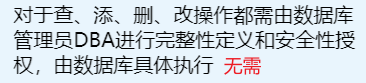 对于查、添、删、改操作都需由数据库
管理员DBA进行完整性定义和安全性授
权，由数据库具体执行 无需